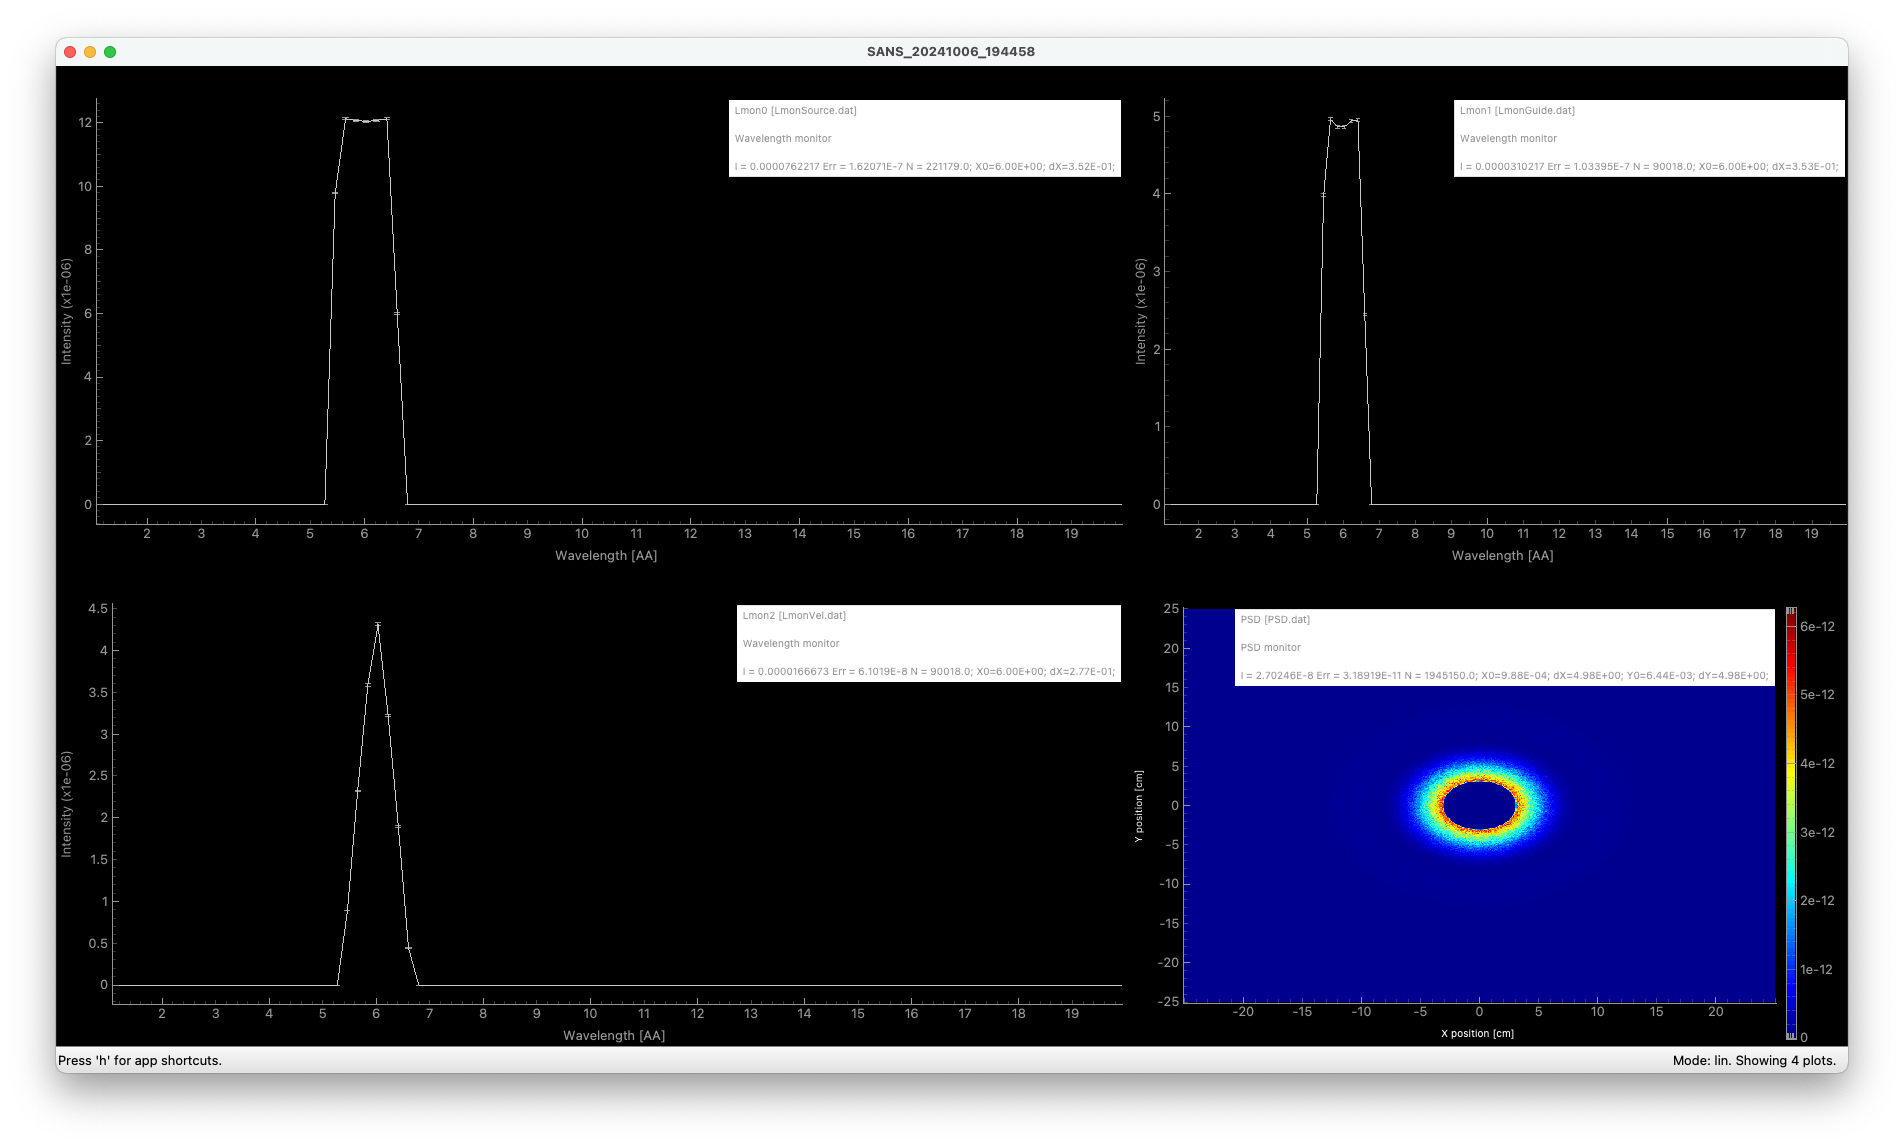 SANS_20241006_194458
Lmon0 [LmonSource.dat]
Wavelength monitor
I = 0.0000762217 Err = 1.62071E-7 N = 221179.0; X0=6.00E+00; dX=3.52E-01;
12
10
8
6
4
2
0
Intensity (x1e-06)
2 3 4 5 6 7 8 9 10 11 12 13 14 15 16 17 18 19
Wavelength [AA]
Lmon1 [LmonGuide.dat]
Wavelength monitor
I = 0.0000310217 Err = 1.03395E-7 N = 90018.0; X0=6.00E+00; dX=3.53E-01;
5
4
3
2
1
0
Intensity (x1e-06)
2 3 4 5 6 7 8 9 10 11 12 13 14 15 16 17 18 19
Wavelength [AA]
Lmon2 [LmonVel.dat]
Wavelength monitor
I = 0.0000166673 Err = 6.1019E-8 N = 90018.0; X0=6.00E+00; dX=2.77E-01;
4.5
4
3.5
3
2.5
2
1.5
1
0.5
0
Intensity (x1e-06)
2 3 4 5 6 7 8 9 10 11 12 13 14 15 16 17 18 19
Wavelength [AA]
PSD [PSD.dat]
PSD monitor
I = 2.70246E-8 Err = 3.18919E-11 N = 1945150.0; X0=9.88E-04; dX=4.98E+00; Y0=6.44E-03; dY=4.98E+00;
25
20
15
10
5
0
-5
-10
-15
-20
-25
Y position [cm]
-20 -15 -10 -5 0 5 10 15 20
X position [cm]
6e-12
5e-12
4e-12
3e-12
2e-12
1e-12
0
Press 'h' for app shortcuts.
Mode: lin. Showing 4 plots.